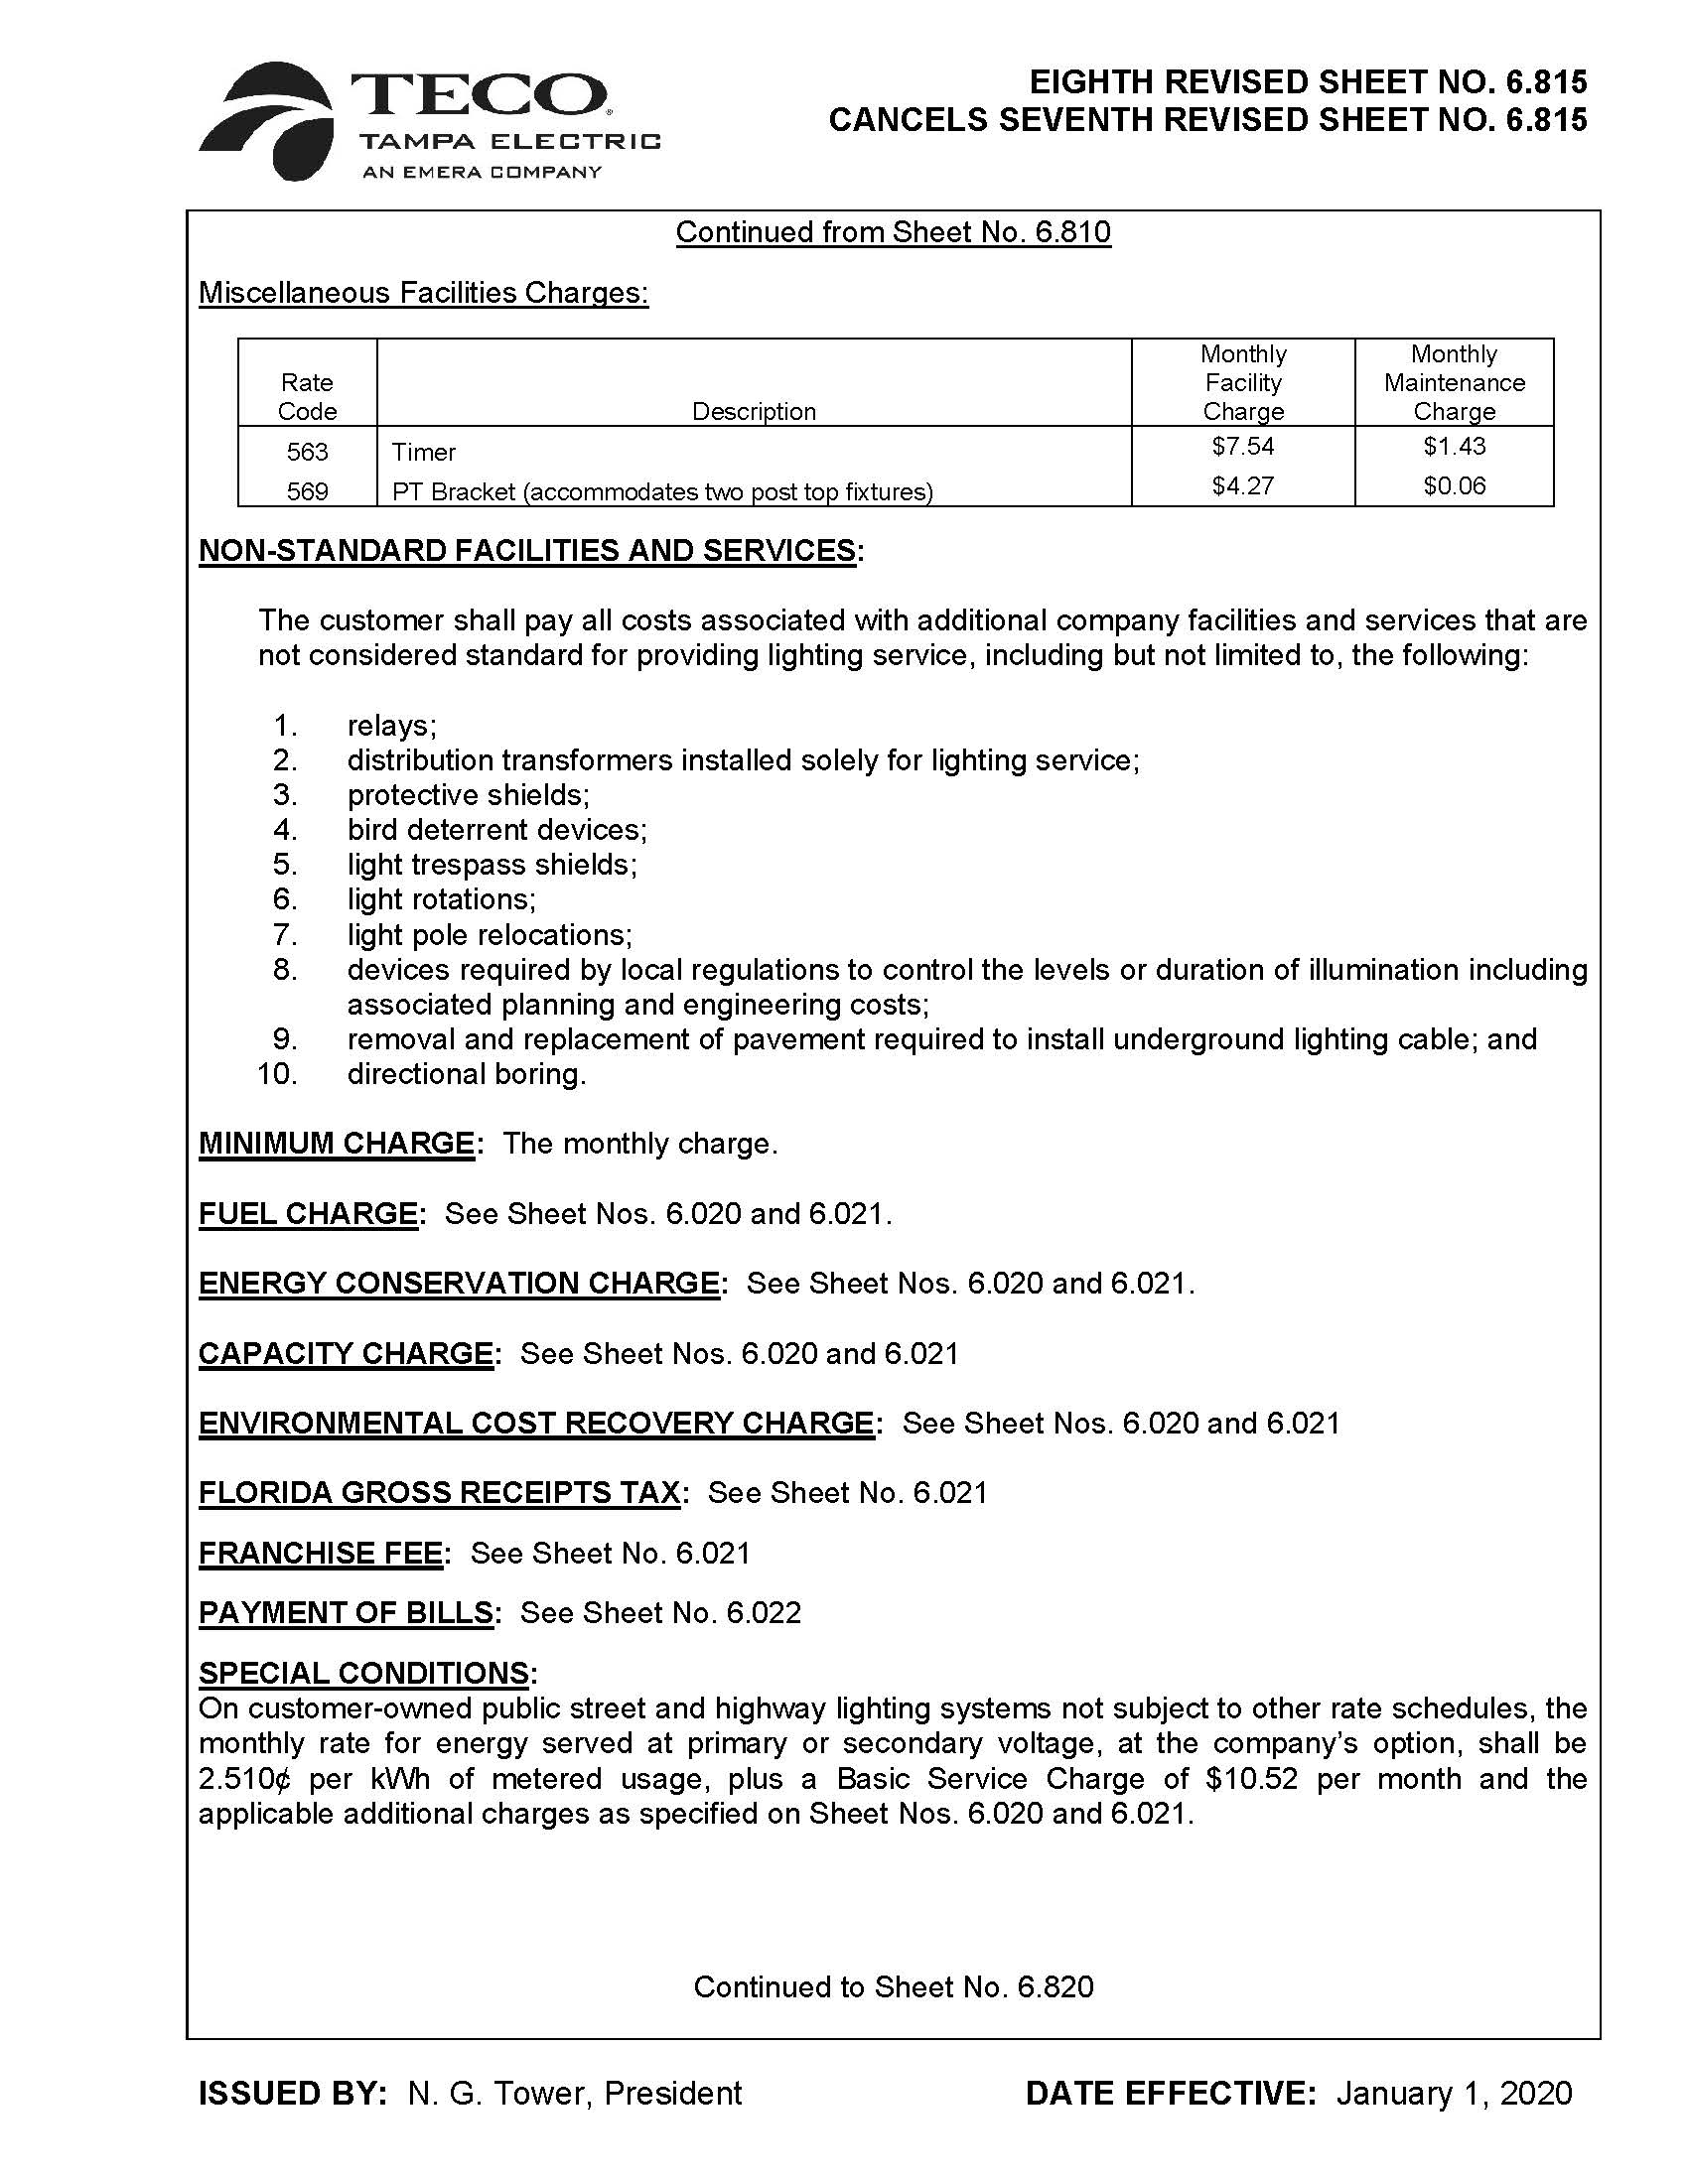 TECO®
TAMPA ELECTRIC
AN EMERA COMPANY
EIGHTH REVISED SHEET NO. 6.815
CANCELS SEVENTH REVISED SHEET NO. 6.815
Continued from Sheet No. 6.810
Miscellaneous Facilities Charges:
Rate Code Description Monthly Facility Charge Monthly Maintenance Charge
563 Timer $7.54 $1.43
569 PT Bracket (accommodates two post top fixtures) $4.27 $0.06
NON-STANDARD FACILITIES AND SERVICES:
The customer shall pay all costs associated with additional company facilities and services that are
not considered standard for providing lighting service, including but not limited to, the following:
1. relays;
2. distribution transformers installed solely for lighting service;
3. protective shields;
4. bird deterrent devices;
5. light trespass shields;
6. light rotations;
7. light pole relocations;
8. devices required by local regulations to control the levels or duration of illumination including
associated planning and engineering costs;
9. removal and replacement of pavement required to install underground lighting cable; and
10. directional boring.
MINIMUM CHARGE: The monthly charge.
FUEL CHARGE: See Sheet Nos. 6.020 and 6.021.
ENERGY CONSERVATION CHARGE: See Sheet Nos. 6.020 and 6.021.
CAPACITY CHARGE: See Sheet Nos. 6.020 and 6.021
ENVIRONMENTAL COST RECOVERY CHARGE: See Sheet Nos. 6.020 and 6.021
FLORIDA GROSS RECEIPTS TAX: See Sheet No. 6.021
FRANCHISE FEE: See Sheet No. 6.021
PAYMENT OF BILLS: See Sheet No. 6.022
SPECIAL CONDITIONS:
On customer-owned public street and highway lighting systems not subject to other rate schedules, the
monthly rate for energy served at primary or secondary voltage, at the company’s option, shall be
2.510¢ per kWh of metered usage, plus a Basic Service Charge of $10.52 per month and the
applicable additional charges as specified on Sheet Nos. 6.020 and 6.021.
Continued to Sheet No. 6.820
ISSUED BY: N. G. Tower, President
DATE EFFECTIVE: January 1, 2020